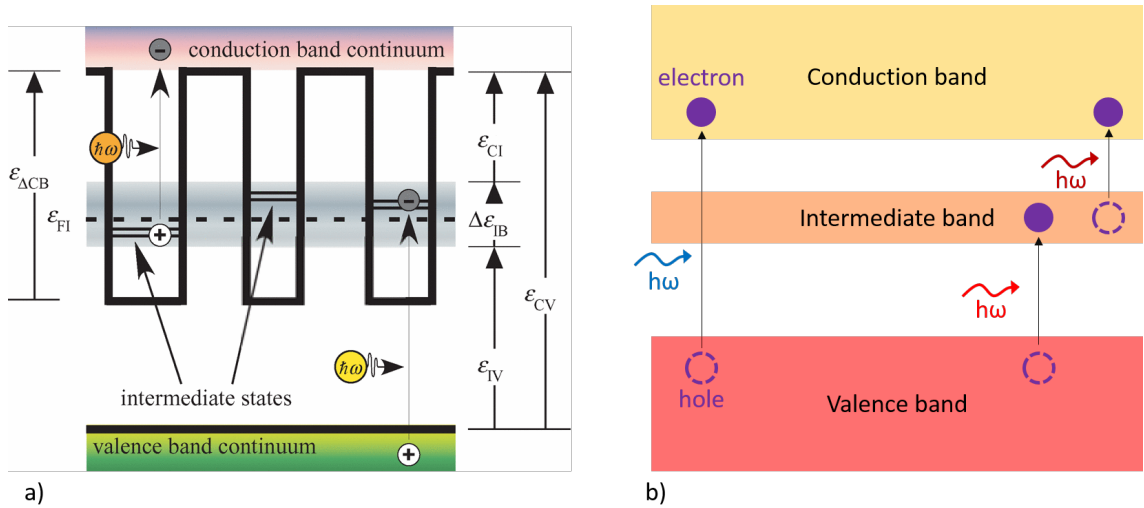 conduction band continuum
−
ħω
+
ε_ΔCB
ε_FI
−
ε_CI
Δε_IB
ε_CV
ε_IV
ħω
intermediate states
valence band continuum
+
a)
Conduction band
electron
hω
Intermediate band
hω
hω
hole
Valence band
b)